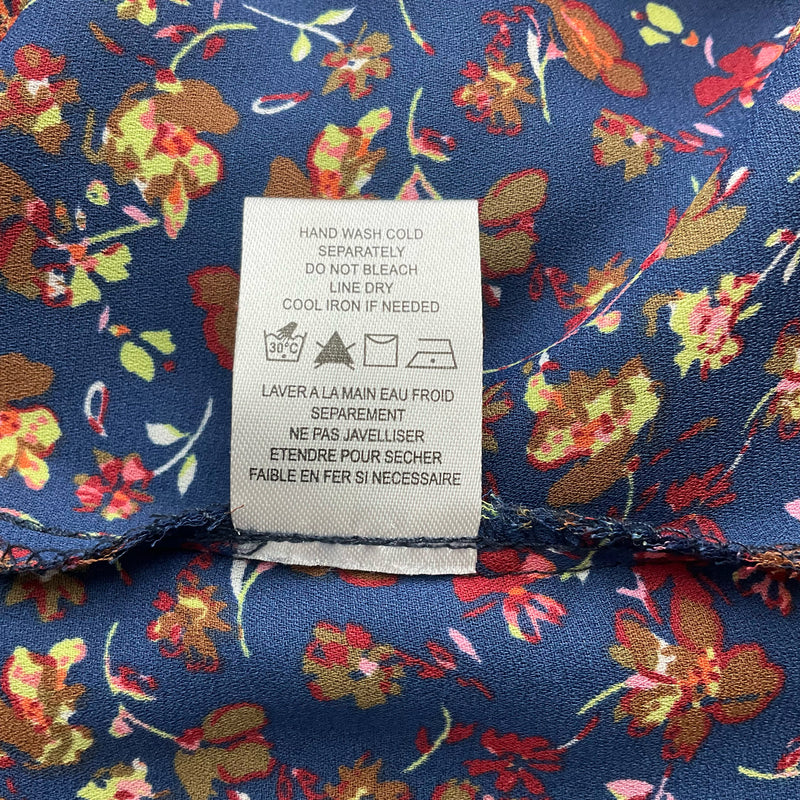 HAND WASH COLD
SEPARATELY
DO NOT BLEACH
LINE DRY
COOL IRON IF NEEDED
30°C
LAVER A LA MAIN EAU FROID
SEPAREMENT
NE PAS JAVELLISER
ETENDRE POUR SECHER
FAIBLE EN FER SI NECESSAIRE